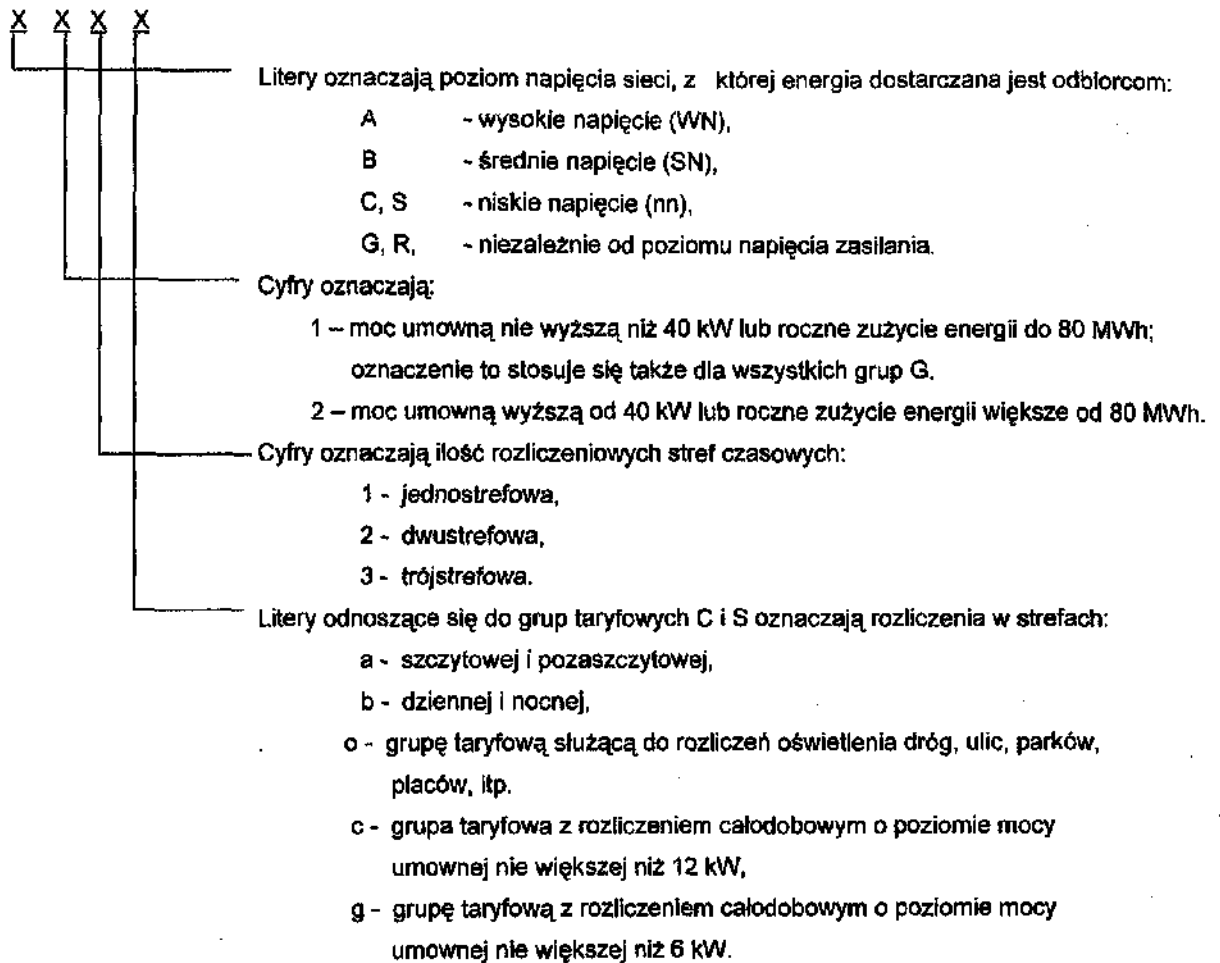 X X X X
Litery oznaczają poziom napięcia sieci, z której energia dostarczana jest odbiorcom:
A - wysokie napięcie (WN),
B - średnie napięcie (SN),
C, S - niskie napięcie (nn),
G, R, - niezależnie od poziomu napięcia zasilania.
Cyfry oznaczają:
1 – moc umowną nie wyższą niż 40 kW lub roczne zużycie energii do 80 MWh;
oznaczenie to stosuje się także dla wszystkich grup G.
2 – moc umowną wyższą od 40 kW lub roczne zużycie energii większe od 80 MWh.
Cyfry oznaczają ilość rozliczeniowych stref czasowych:
1 - jednostrefowa,
2 - dwustrefowa,
3 - trójstrefowa.
Litery odnoszące się do grup taryfowych C i S oznaczają rozliczenia w strefach:
a - szczytowej i pozaszczytowej,
b - dziennej i nocnej,
o - grupę taryfową służącą do rozliczeń oświetlenia dróg, ulic, parków,
placów, itp.
c - grupa taryfowa z rozliczeniem całodobowym o poziomie mocy
umownej nie większej niż 12 kW,
g - grupę taryfową z rozliczeniem całodobowym o poziomie mocy
umownej nie większej niż 6 kW.